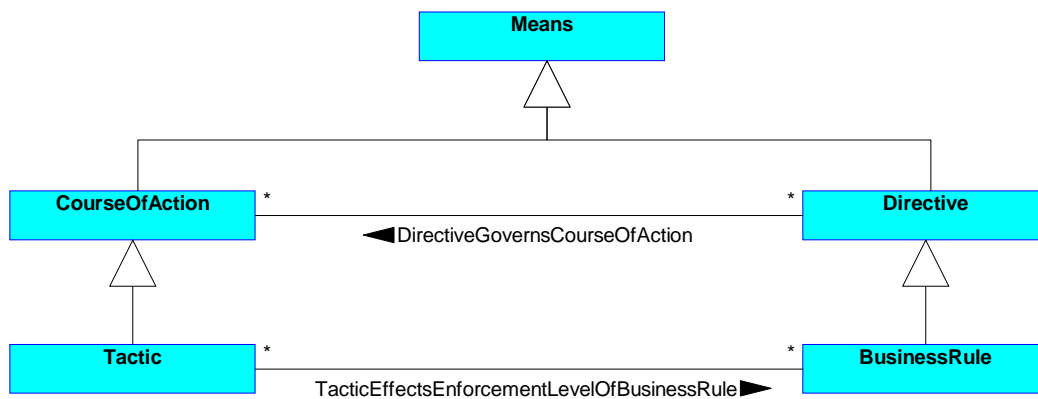 Means
CourseOfAction
*
*
Directive
DirectiveGovernsCourseOfAction
Tactic
*
*
BusinessRule
TacticEffectsEnforcementLevelOfBusinessRule